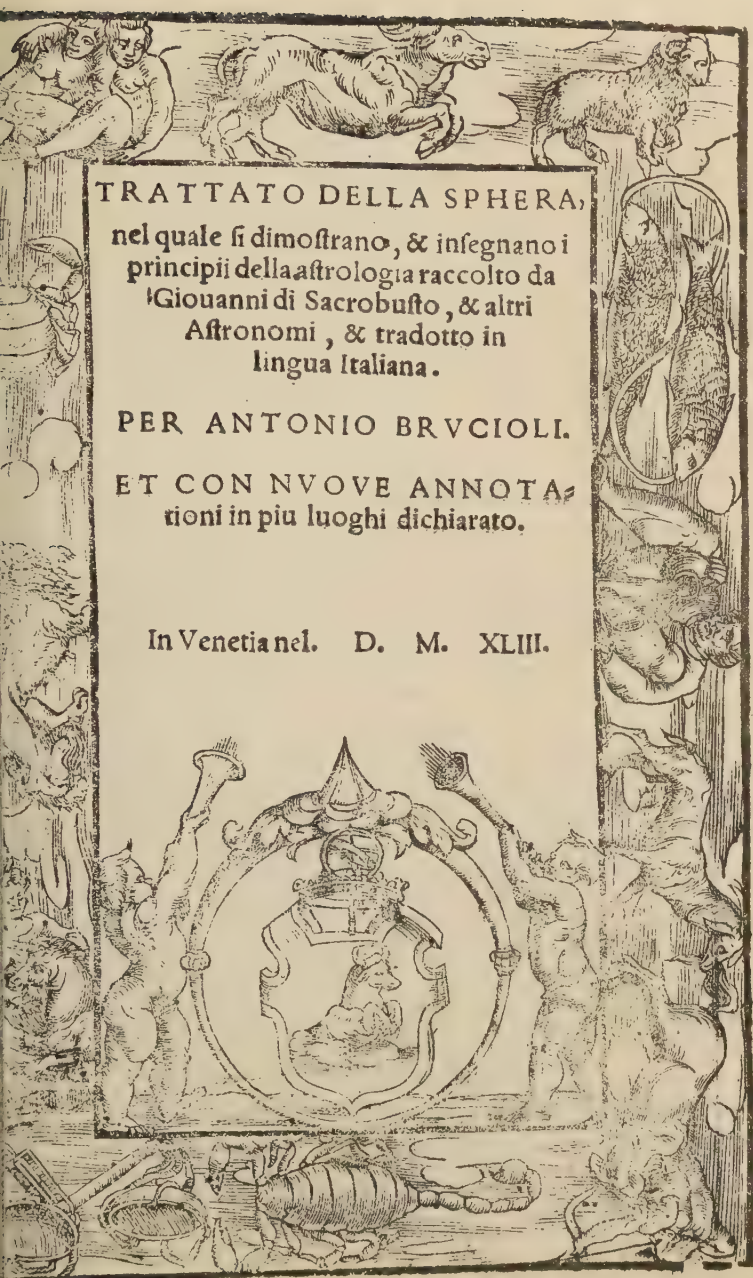 TRATTATO DELLA SPHERA,
nel quale ſi dimoſtrano, & inſegnano i
principii della aſtrologia raccolto da
Giouanni di Sacrobuſto, & altri
Aſtronomi, & tradotto in
lingua Italiana.
PER ANTONIO BRVCIOLI.
ET CON NVOVE ANNOTA⸗
tioni in piu luoghi dichiarato.
In Venetia nel. D. M. XLIII.